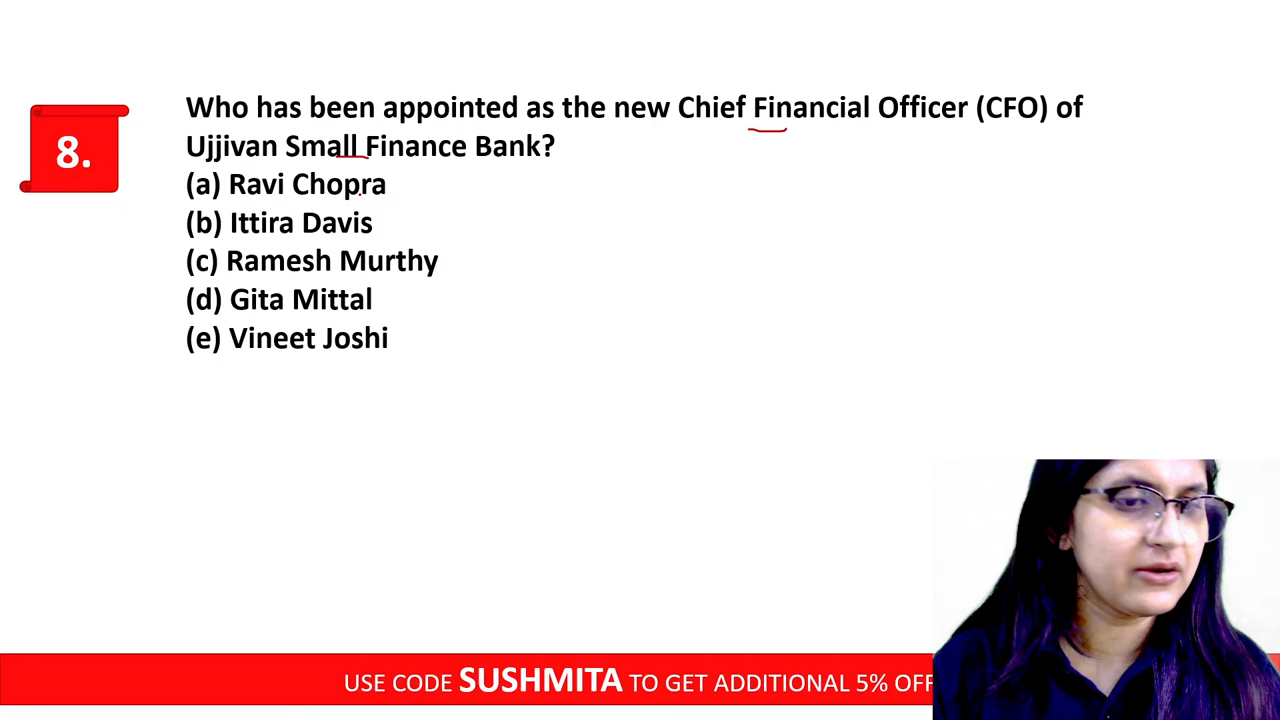 8.
Who has been appointed as the new Chief Financial Officer (CFO) of
Ujjivan Small Finance Bank?
(a) Ravi Chopra
(b) Ittira Davis
(c) Ramesh Murthy
(d) Gita Mittal
(e) Vineet Joshi
USE CODE SUSHMITA TO GET ADDITIONAL 5% OFF